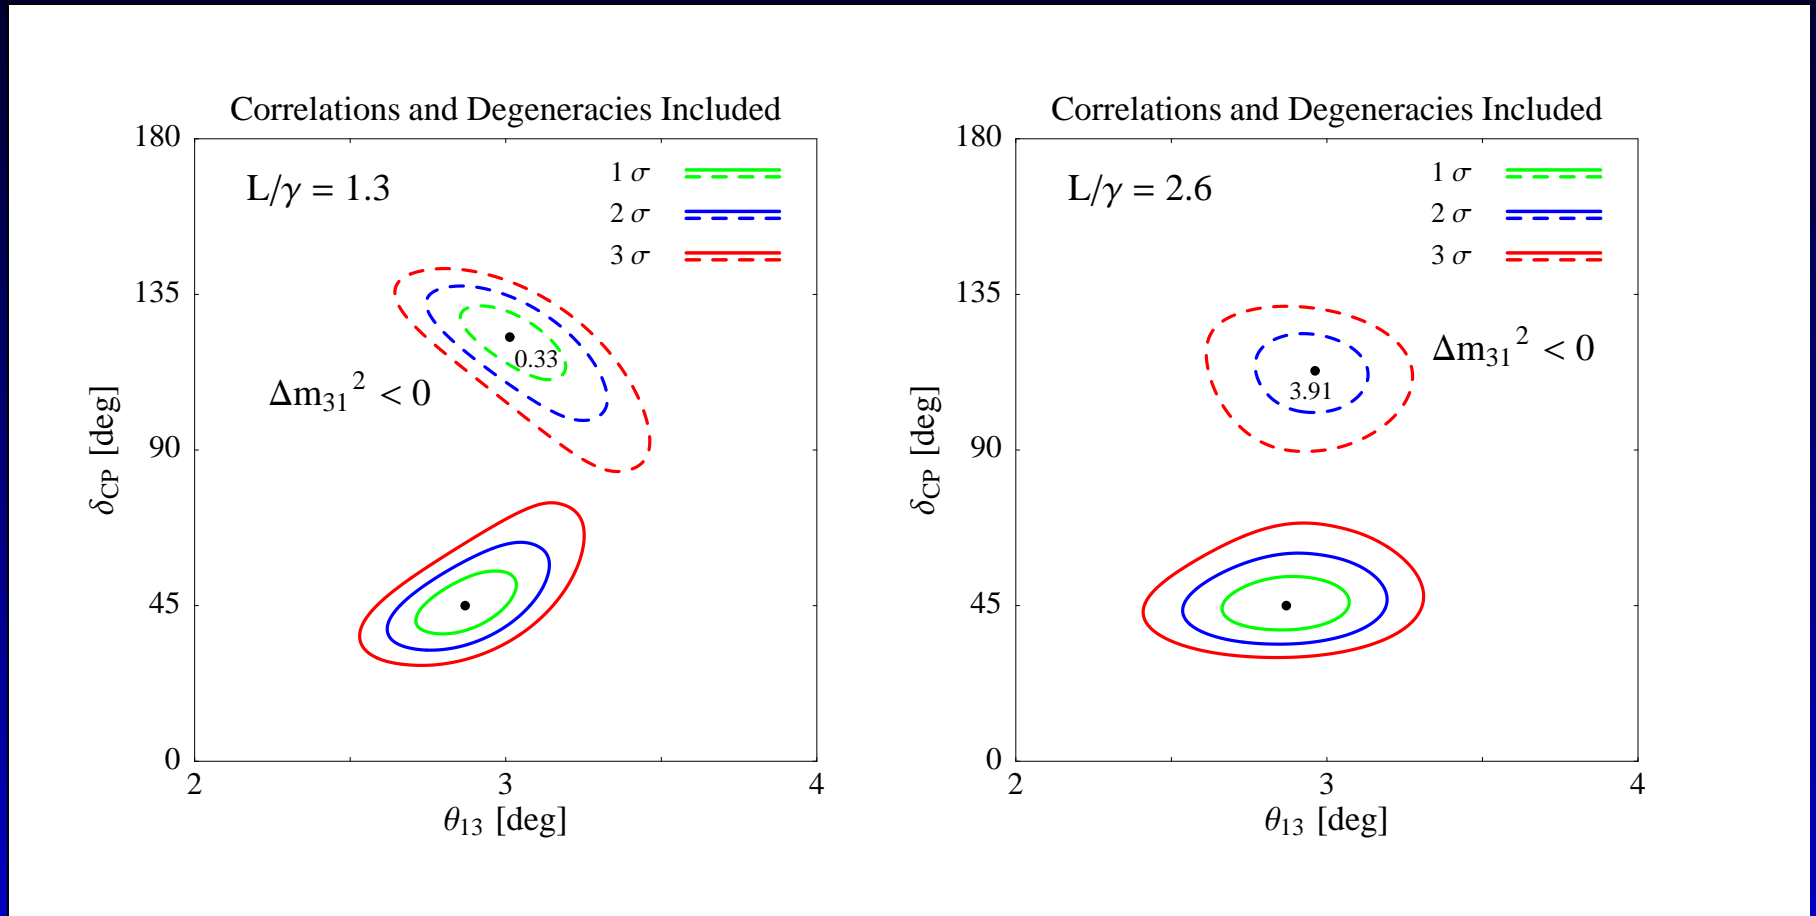 Correlations and Degeneracies Included
L/γ = 1.3
1 σ
2 σ
3 σ
0.33
Δm₃₁² < 0
180
135
90
45
0
δCP [deg]
2
3
4
θ₁₃ [deg]
Correlations and Degeneracies Included
L/γ = 2.6
1 σ
2 σ
3 σ
Δm₃₁² < 0
3.91
180
135
90
45
0
δCP [deg]
2
3
4
θ₁₃ [deg]